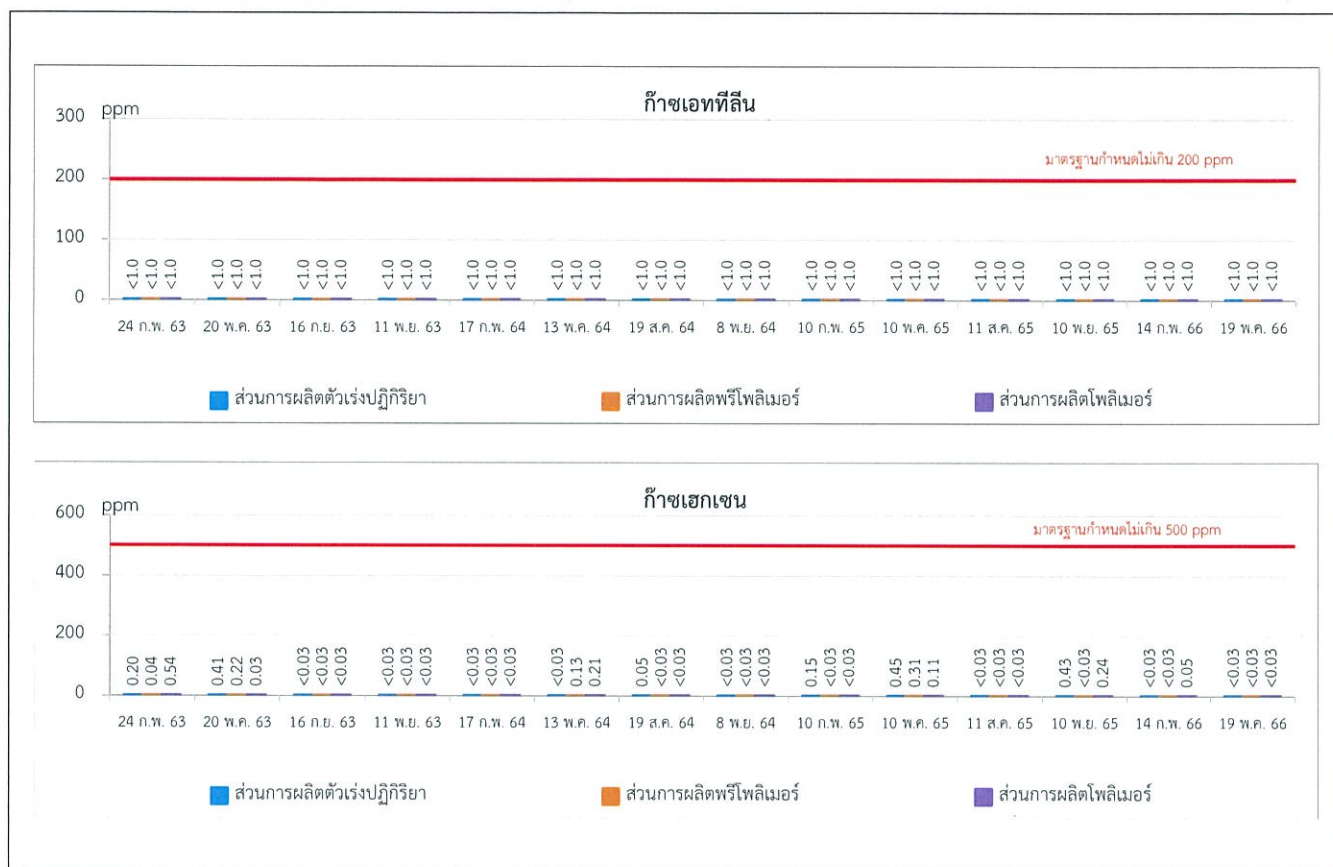 ก๊าซเอททีลีน
ppm
300
มาตรฐานกำหนดไม่เกิน 200 ppm
200
100
<1.0 <1.0 <1.0 <1.0 <1.0 <1.0 <1.0 <1.0 <1.0 <1.0 <1.0 <1.0 <1.0 <1.0 <1.0 <1.0 <1.0 <1.0 <1.0 <1.0 <1.0 <1.0 <1.0 <1.0 <1.0 <1.0 <1.0 <1.0 <1.0 <1.0 <1.0 <1.0 <1.0 <1.0 <1.0 <1.0 <1.0 <1.0 <1.0 <1.0 <1.0 <1.0
0
24 ก.พ. 63 20 พ.ค. 63 16 ก.ย. 63 11 พ.ย. 63 17 ก.พ. 64 13 พ.ค. 64 19 ส.ค. 64 8 พ.ย. 64 10 ก.พ. 65 10 พ.ค. 65 11 ส.ค. 65 10 พ.ย. 65 14 ก.พ. 66 19 พ.ค. 66
ส่วนการผลิตตัวเร่งปฏิกิริยา ส่วนการผลิตพรีโพลิเมอร์ ส่วนการผลิตโพลิเมอร์
ก๊าซเฮกเซน
ppm
600
มาตรฐานกำหนดไม่เกิน 500 ppm
400
200
0.20 0.04 0.54 0.41 0.22 0.03 <0.03 <0.03 <0.03 <0.03 <0.03 <0.03 <0.03 <0.03 <0.03 <0.03 0.13 0.21 0.05 <0.03 <0.03 <0.03 <0.03 <0.03 0.15 <0.03 <0.03 0.45 0.31 0.11 <0.03 <0.03 <0.03 0.43 <0.03 0.24 <0.03 <0.03 0.05 <0.03 <0.03 <0.03
0
24 ก.พ. 63 20 พ.ค. 63 16 ก.ย. 63 11 พ.ย. 63 17 ก.พ. 64 13 พ.ค. 64 19 ส.ค. 64 8 พ.ย. 64 10 ก.พ. 65 10 พ.ค. 65 11 ส.ค. 65 10 พ.ย. 65 14 ก.พ. 66 19 พ.ค. 66
ส่วนการผลิตตัวเร่งปฏิกิริยา ส่วนการผลิตพรีโพลิเมอร์ ส่วนการผลิตโพลิเมอร์